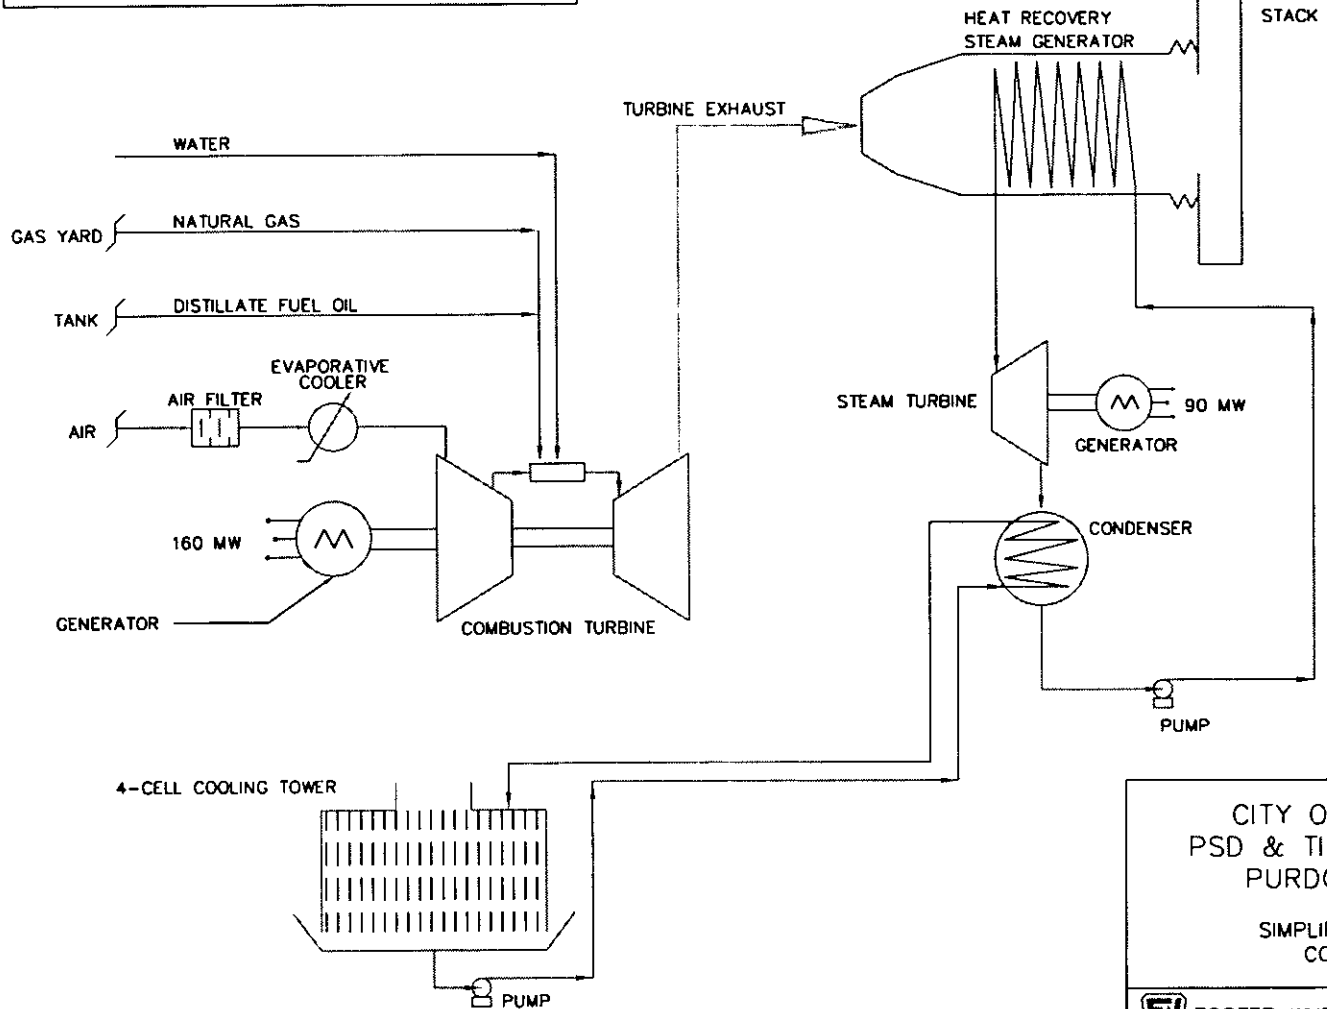 HEAT RECOVERY
STEAM GENERATOR
STACK
TURBINE EXHAUST
WATER
GAS YARD
NATURAL GAS
TANK
DISTILLATE FUEL OIL
EVAPORATIVE
COOLER
AIR FILTER
AIR
STEAM TURBINE
90 MW
GENERATOR
160 MW
CONDENSER
GENERATOR
COMBUSTION TURBINE
PUMP
4-CELL COOLING TOWER
PUMP
CITY O
PSD & TI
PURDO
SIMPLI
CO